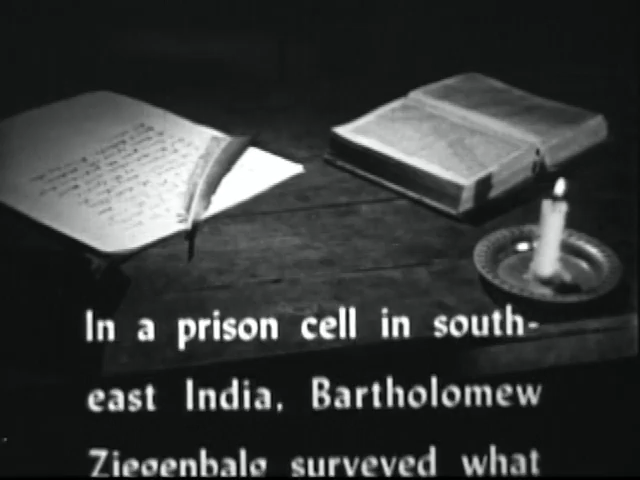 In a prison cell in south-
east India, Bartholomew
Ziegenbalg surveyed what